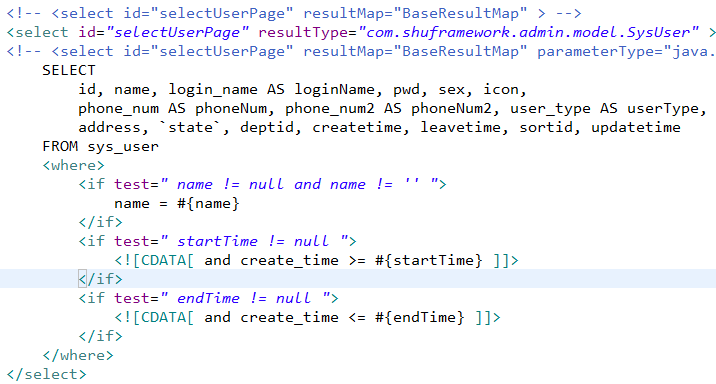 <!-- <select id="selectUserPage" resultMap="BaseResultMap" > -->
<select id="selectUserPage" resultType="com.shuframework.admin.model.SysUser" >
<!-- <select id="selectUserPage" resultMap="BaseResultMap" parameterType="java.
SELECT
id, name, login_name AS loginName, pwd, sex, icon,
phone_num AS phoneNum, phone_num2 AS phoneNum2, user_type AS userType,
address, `state`, deptid, createtime, leavetime, sortid, updatetime
FROM sys_user
<where>
<if test=" name != null and name != '' ">
name = #{name}
</if>
<if test=" startTime != null ">
<![CDATA[ and create_time >= #{startTime} ]]>
</if>
<if test=" endTime != null ">
<![CDATA[ and create_time <= #{endTime} ]]>
</if>
</where>
</select>